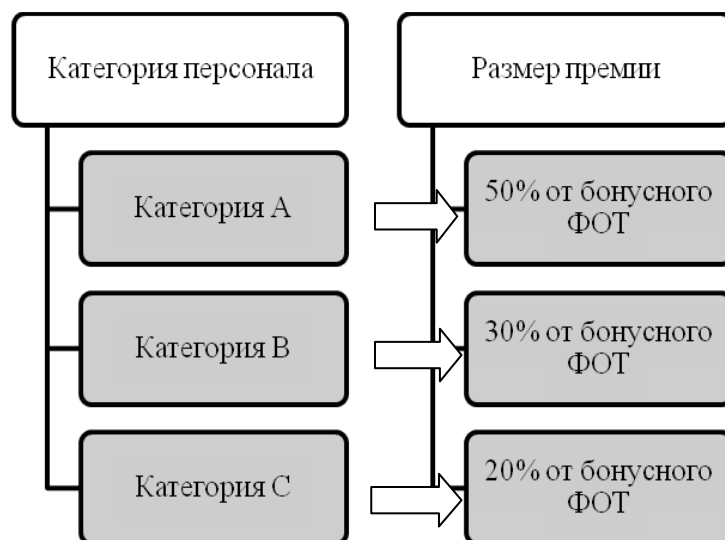 Категория персонала
Размер премии
Категория А
50% от бонусного
ФОТ
Категория В
30% от бонусного
ФОТ
Категория С
20% от бонусного
ФОТ